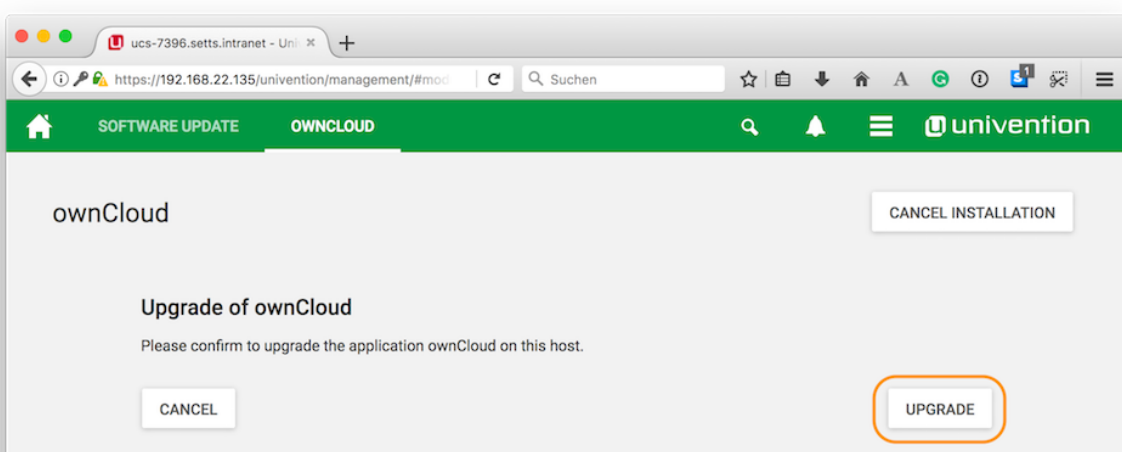 ucs-7396.setts.intranet - Uni
https://192.168.22.135/univention/management/#mod
Suchen
1
SOFTWARE UPDATE
OWNCLOUD
univention
ownCloud
CANCEL INSTALLATION
Upgrade of ownCloud
Please confirm to upgrade the application ownCloud on this host.
CANCEL
UPGRADE